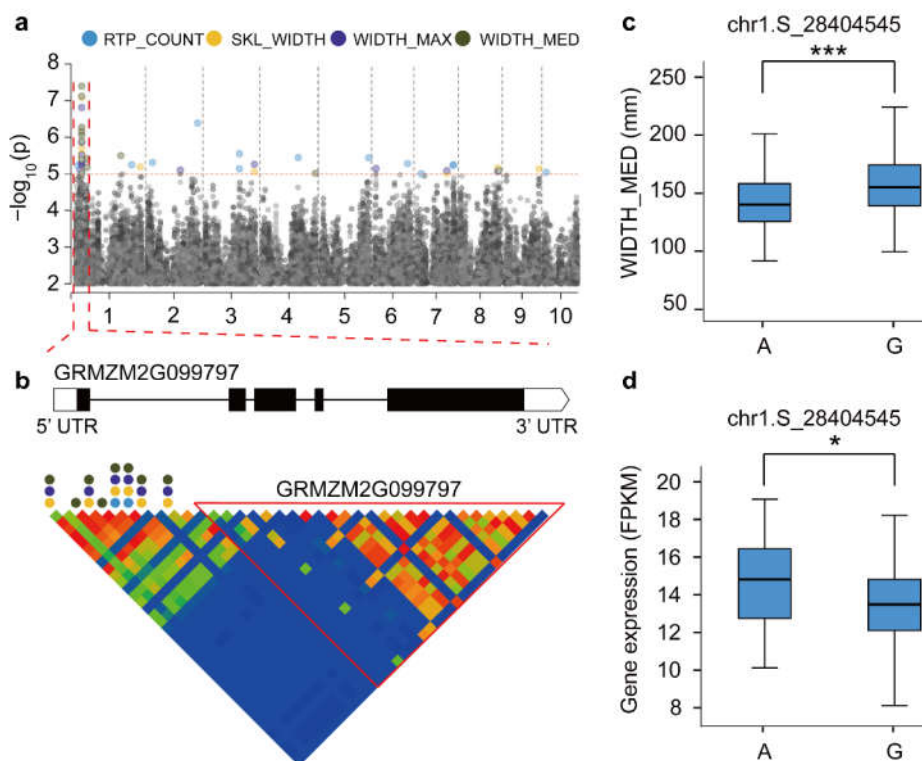 a
RTP_COUNT SKL_WIDTH WIDTH_MAX WIDTH_MED
−log10(p)
8
7
6
5
4
3
2
1 2 3 4 5 6 7 8 9 10
b
GRMZM2G099797
5' UTR 3' UTR
GRMZM2G099797
c
chr1.S_28404545
***
WIDTH_MED (mm)
250
200
150
100
50
A G
d
chr1.S_28404545
*
Gene expression (FPKM)
20
18
16
14
12
10
8
A G